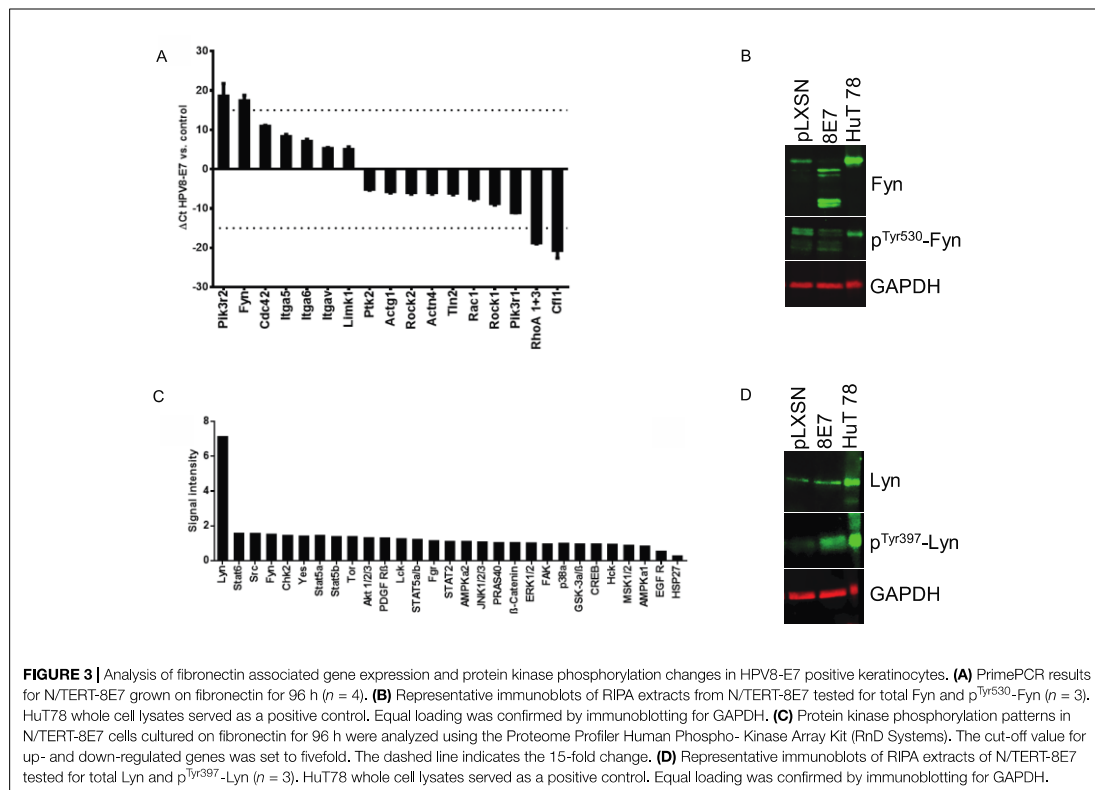 A
30
20
10
0
-10
-20
-30
ΔCt HPV8-E7 vs. control
Pik3r2
Fyn
Cdc42
Itga5
Itga6
Itgav
Limk1
Ptk2
Actg1
Rock2
Actn4
Tln2
Rac1
Rock1
Pik3r1
RhoA 1+3
Cfl1
B
pLXSN
8E7
HuT 78
Fyn
pTyr530-Fyn
GAPDH
C
8
6
4
2
0
Signal intensity
Lyn
Stat6
Src
Fyn
Chk2
Yes
Stat5a
Stat5b
Tor
Akt 1/2/3
PDGF Rß
Lck
STAT5a/b
Fgr
STAT2
AMPKa2
JNK1/2/3
PRAS40
ß-Catenin
ERK1/2
FAK
p38a
GSK-3a/ß
CREB
Hck
MSK1/2
AMPKa1
EGF R
HSP27
D
pLXSN
8E7
HuT 78
Lyn
pTyr397-Lyn
GAPDH
FIGURE 3 | Analysis of fibronectin associated gene expression and protein kinase phosphorylation changes in HPV8-E7 positive keratinocytes. (A) PrimePCR results
for N/TERT-8E7 grown on fibronectin for 96 h (n = 4). (B) Representative immunoblots of RIPA extracts from N/TERT-8E7 tested for total Fyn and pTyr530-Fyn (n = 3).
HuT78 whole cell lysates served as a positive control. Equal loading was confirmed by immunoblotting for GAPDH. (C) Protein kinase phosphorylation patterns in
N/TERT-8E7 cells cultured on fibronectin for 96 h were analyzed using the Proteome Profiler Human Phospho- Kinase Array Kit (RnD Systems). The cut-off value for
up- and down-regulated genes was set to fivefold. The dashed line indicates the 15-fold change. (D) Representative immunoblots of RIPA extracts of N/TERT-8E7
tested for total Lyn and pTyr397-Lyn (n = 3). HuT78 whole cell lysates served as a positive control. Equal loading was confirmed by immunoblotting for GAPDH.